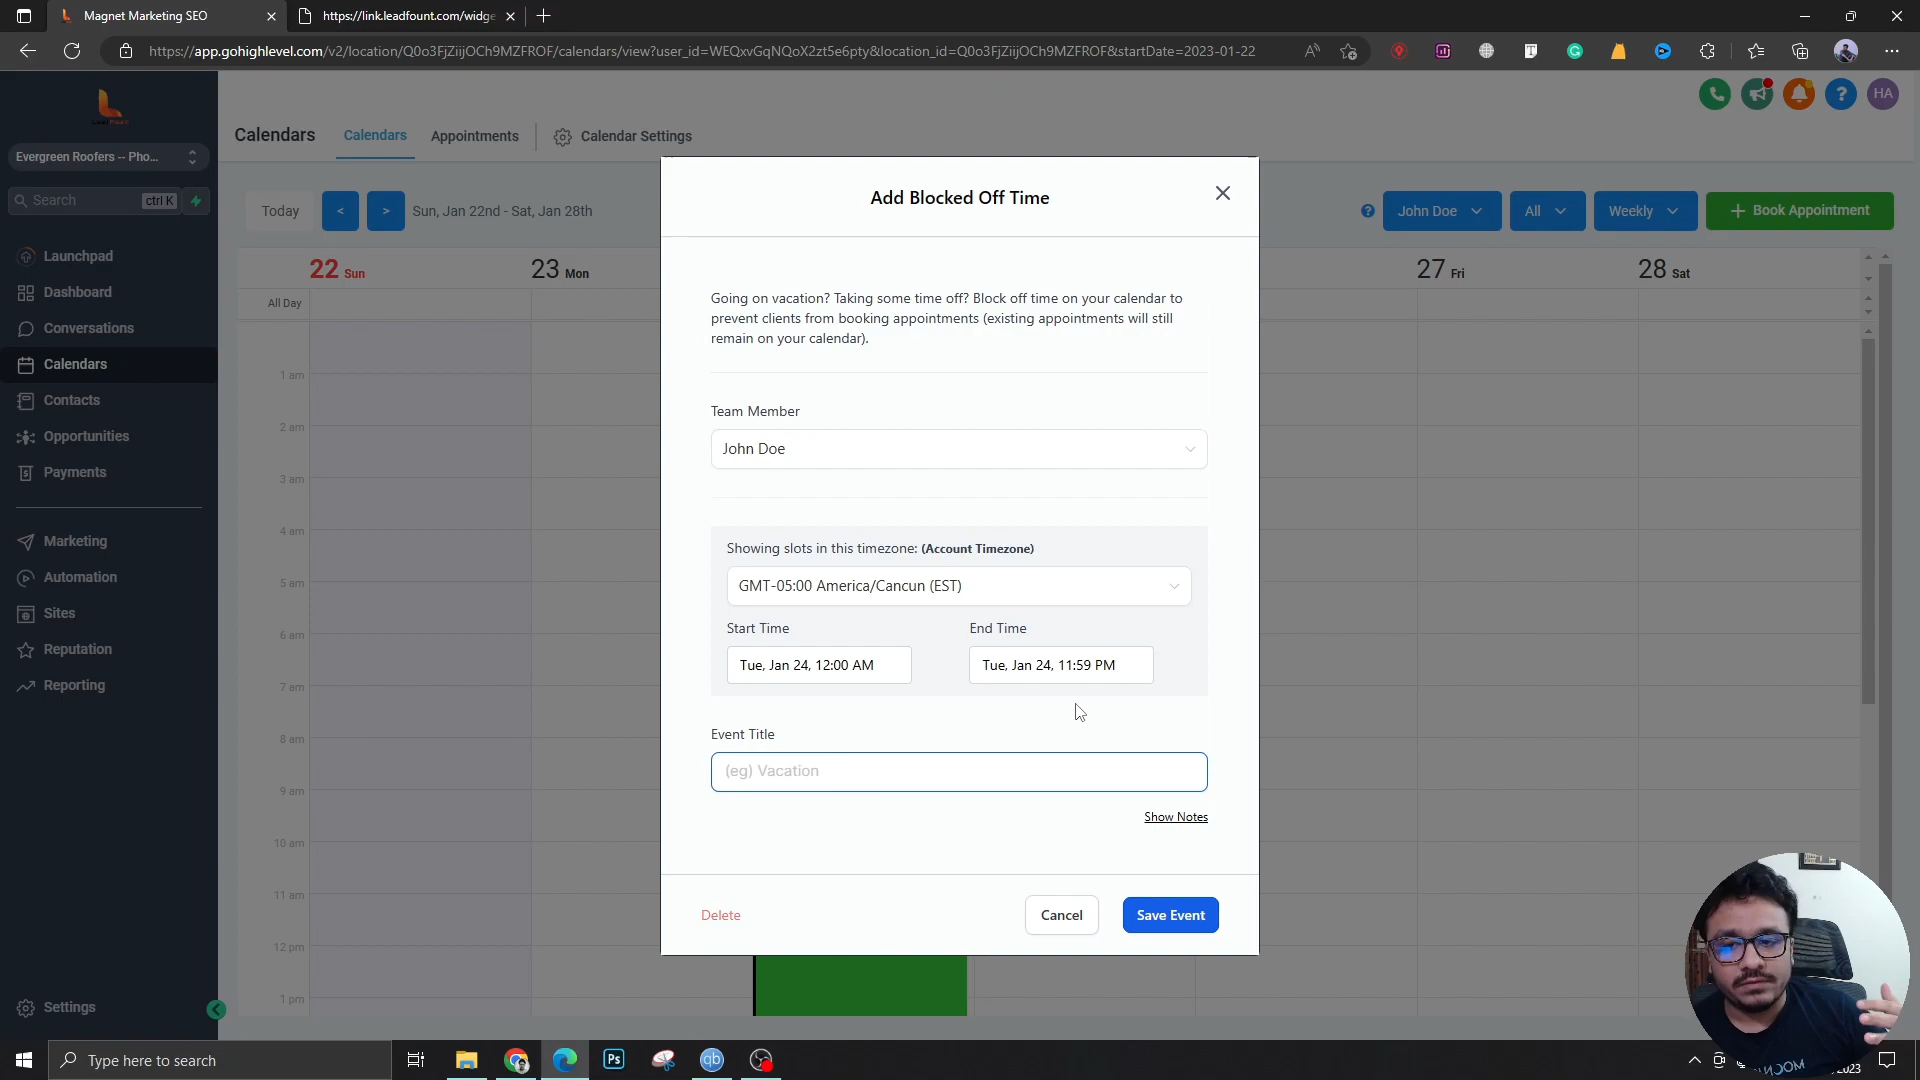 Magnet Marketing SEO
https://link.leadfount.com/widge
https://app.gohighlevel.com/v2/location/Q0o3FjZiijOCh9MZFROF/calendars/view?user_id=WEQxvGqNQoX2zt5e6pty&location_id=Q0o3FjZiijOCh9MZFROF&startDate=2023-01-22
HA
Calendars
Calendars
Appointments
Calendar Settings
Evergreen Roofers -- Pho...
Search
ctrl K
Launchpad
Dashboard
Conversations
Calendars
Contacts
Opportunities
Payments
Marketing
Automation
Sites
Reputation
Reporting
Settings
Today
<
>
Sun, Jan 22nd - Sat, Jan 28th
?
John Doe
All
Weekly
+ Book Appointment
22 Sun
23 Mon
27 Fri
28 Sat
All Day
1 am
2 am
3 am
4 am
5 am
6 am
7 am
8 am
9 am
10 am
11 am
12 pm
1 pm
Add Blocked Off Time
Going on vacation? Taking some time off? Block off time on your calendar to
prevent clients from booking appointments (existing appointments will still
remain on your calendar).
Team Member
John Doe
Showing slots in this timezone: (Account Timezone)
GMT-05:00 America/Cancun (EST)
Start Time
End Time
Tue, Jan 24, 12:00 AM
Tue, Jan 24, 11:59 PM
Event Title
(eg) Vacation
Show Notes
Delete
Cancel
Save Event
Type here to search
Ps
qb